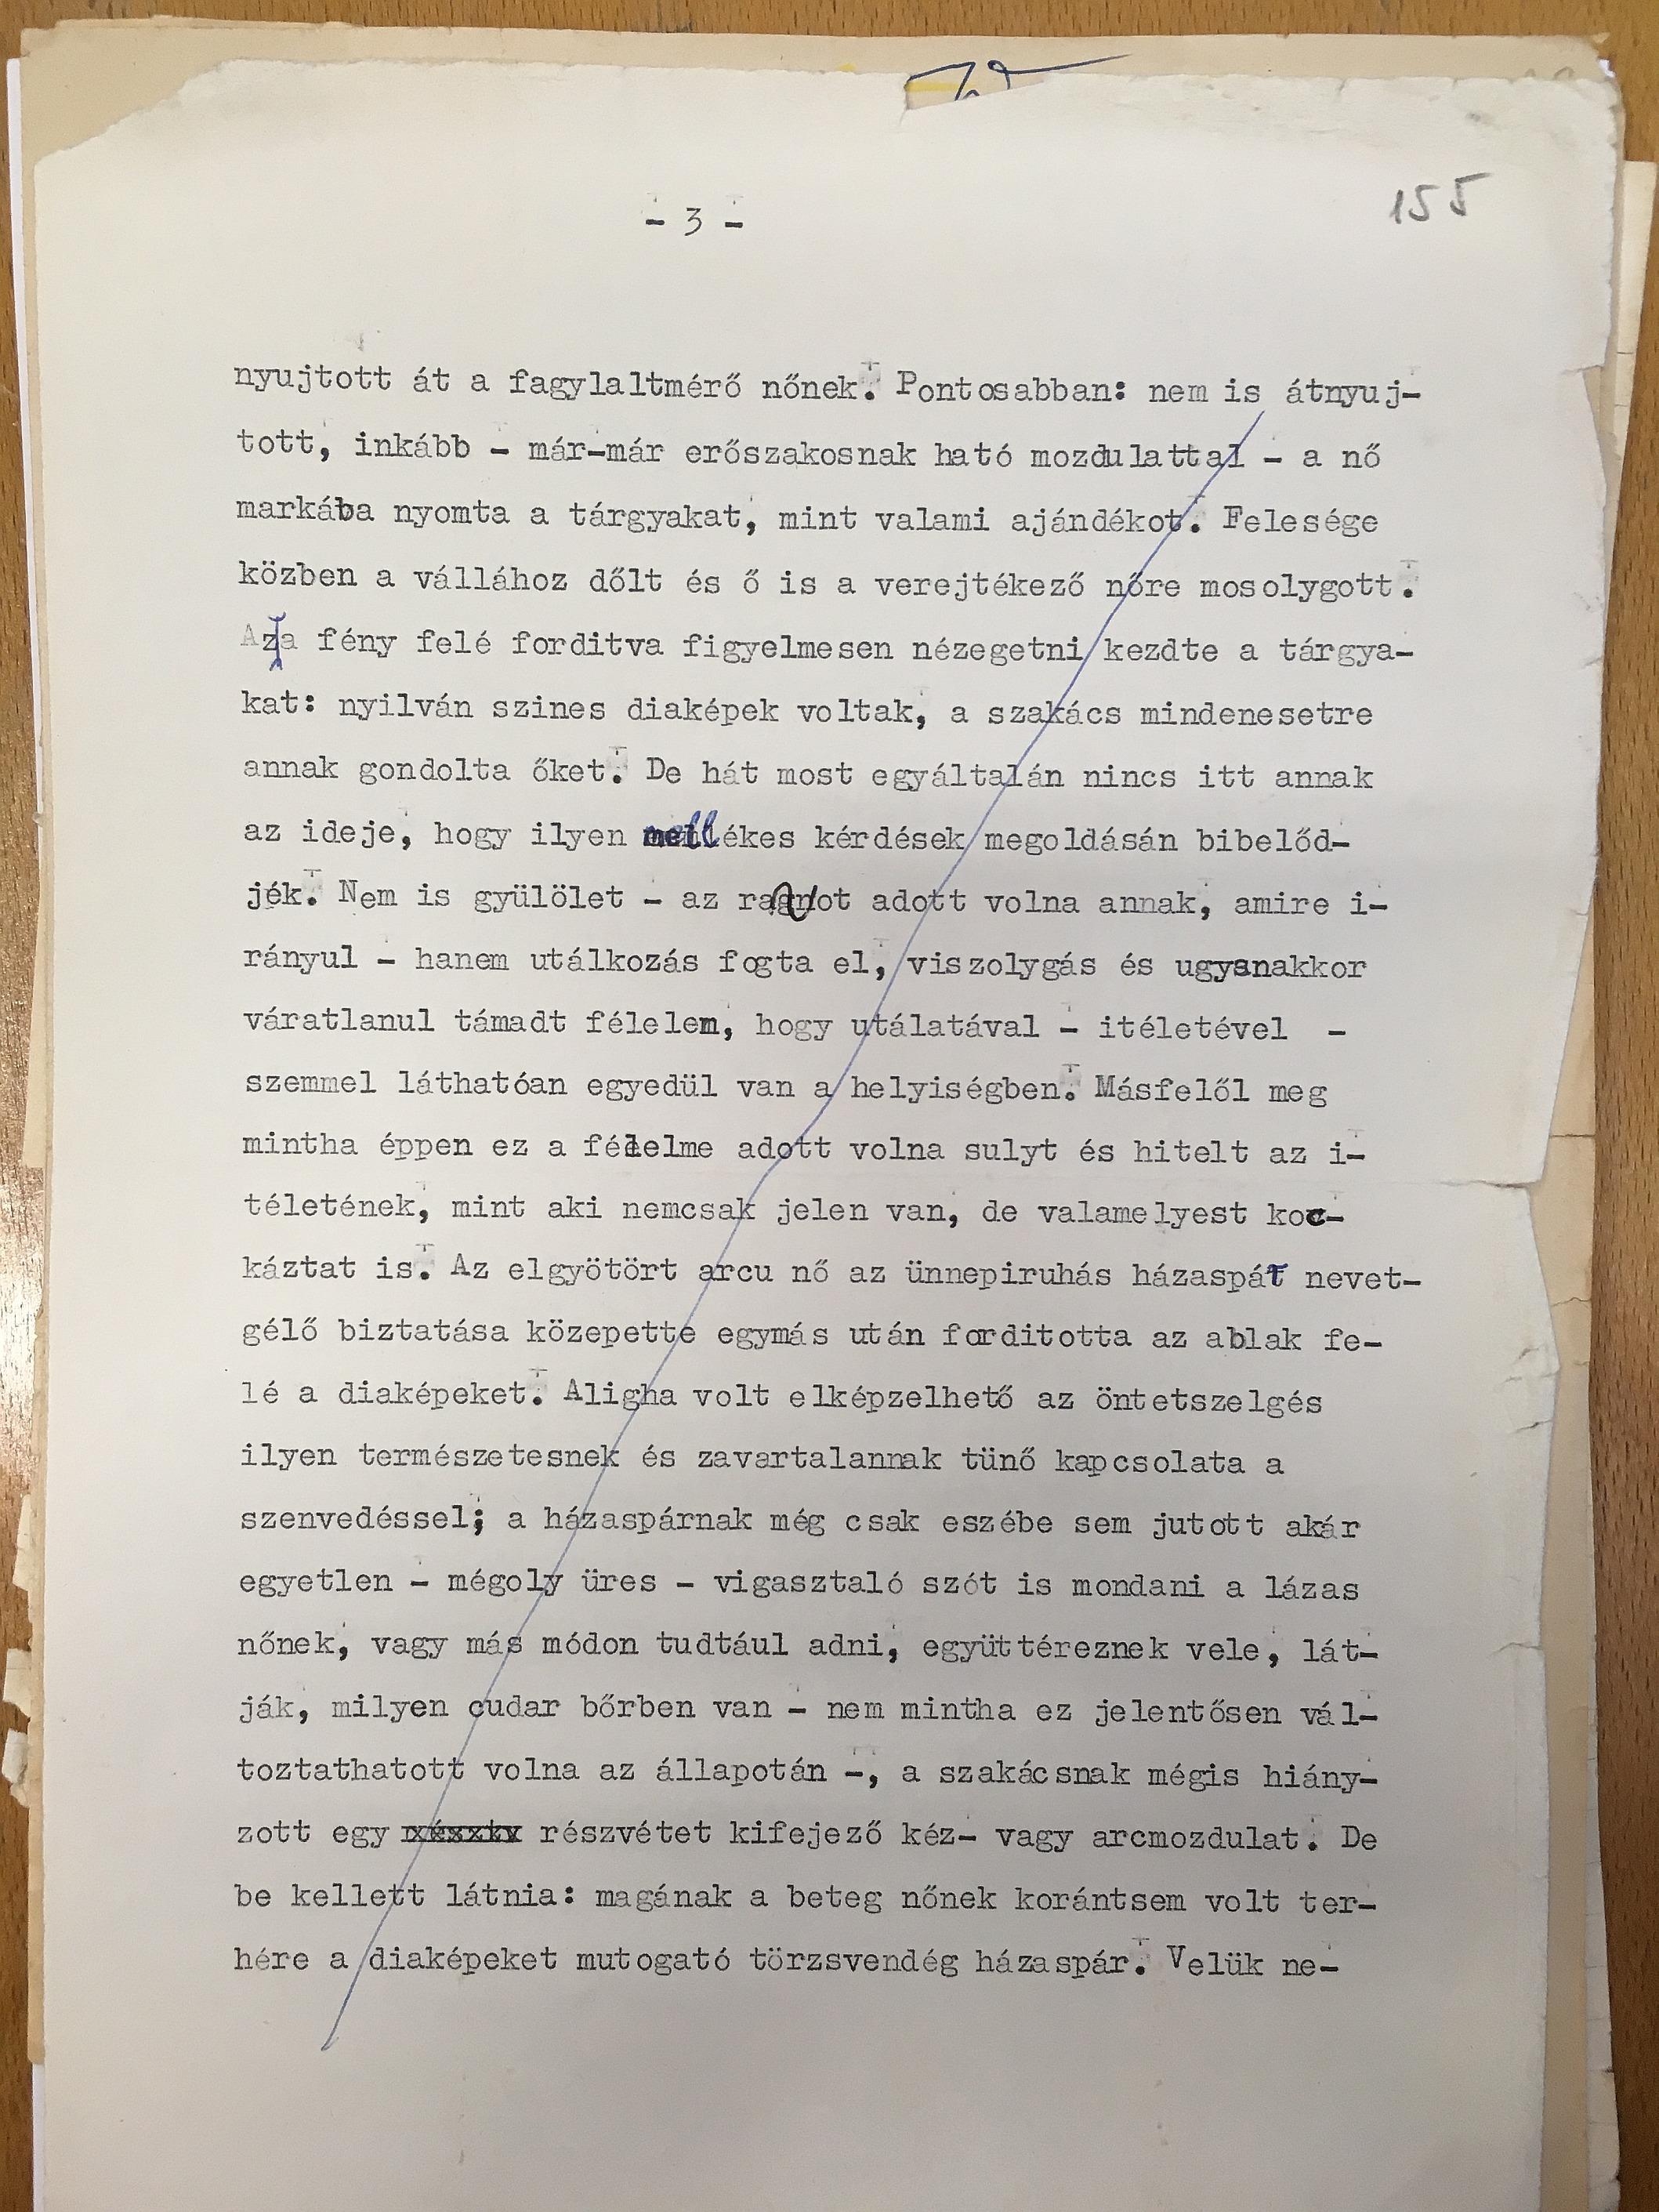 155
- 3 -
nyujtott át a fagylaltmérő nőnek. Pontosabban: nem is átnyuj-
tott, inkább - már-már erőszakosnak ható mozdulattal - a nő
markába nyomta a tárgyakat, mint valami ajándékot. Felesége
közben a vállához dőlt és ő is a verejtékező nőre mosolygott.
Az a fény felé forditva figyelmesen nézegetni kezdte a tárgya-
kat: nyilván szines diaképek voltak, a szakács mindenesetre
annak gondolta őket. De hát most egyáltalán nincs itt annak
az ideje, hogy ilyen mellékes kérdések megoldásán bibelőd-
jék. Nem is gyülölet - az rangot adott volna annak, amire i-
rányul - hanem utálkozás fogta el, viszolygás és ugyanakkor
váratlanul támadt félelem, hogy utálatával - itéletével -
szemmel láthatóan egyedül van a helyiségben. Másfelől meg
mintha éppen ez a félelme adott volna sulyt és hitelt az i-
téletének, mint aki nemcsak jelen van, de valamelyest koc-
káztat is. Az elgyötört arcu nő az ünnepiruhás házaspár nevet-
gélő biztatása közepette egymás után forditotta az ablak fe-
lé a diaképeket. Aligha volt elképzelhető az öntetszelgés
ilyen természetesnek és zavartalannak tünő kapcsolata a
szenvedéssel; a házaspárnak még csak eszébe sem jutott akár
egyetlen - mégoly üres - vigasztaló szót is mondani a lázas
nőnek, vagy más módon tudtául adni, együttéreznek vele, lát-
ják, milyen cudar bőrben van - nem mintha ez jelentősen vál-
toztathatott volna az állapotán -, a szakácsnak mégis hiány-
zott egy részvétet kifejező kéz- vagy arcmozdulat. De
be kellett látnia: magának a beteg nőnek korántsem volt ter-
hére a diaképeket mutogató törzsvendég házaspár. Velük ne-